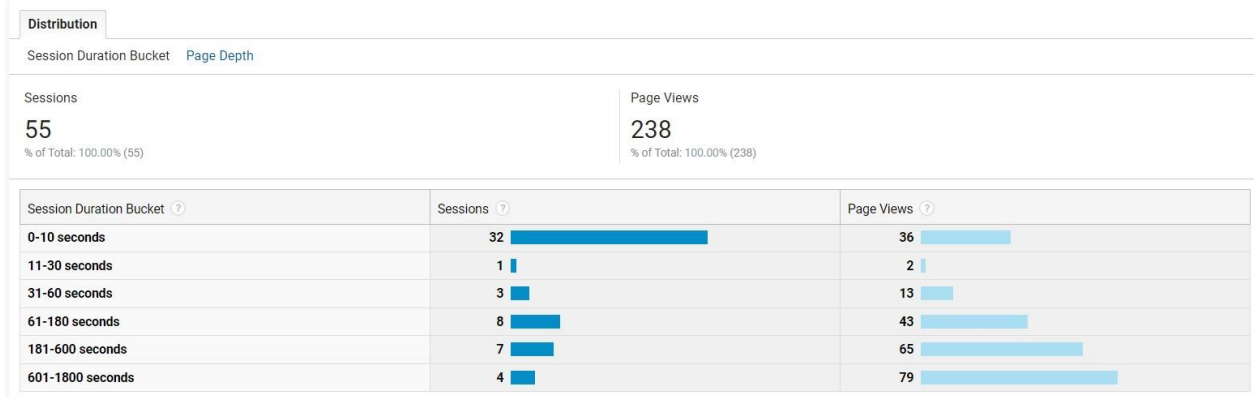 Distribution
Session Duration Bucket Page Depth
Sessions Page Views
55 238
% of Total: 100.00% (55) % of Total: 100.00% (238)
Session Duration Bucket ? Sessions ? Page Views ?
0-10 seconds 32 36
11-30 seconds 1 2
31-60 seconds 3 13
61-180 seconds 8 43
181-600 seconds 7 65
601-1800 seconds 4 79